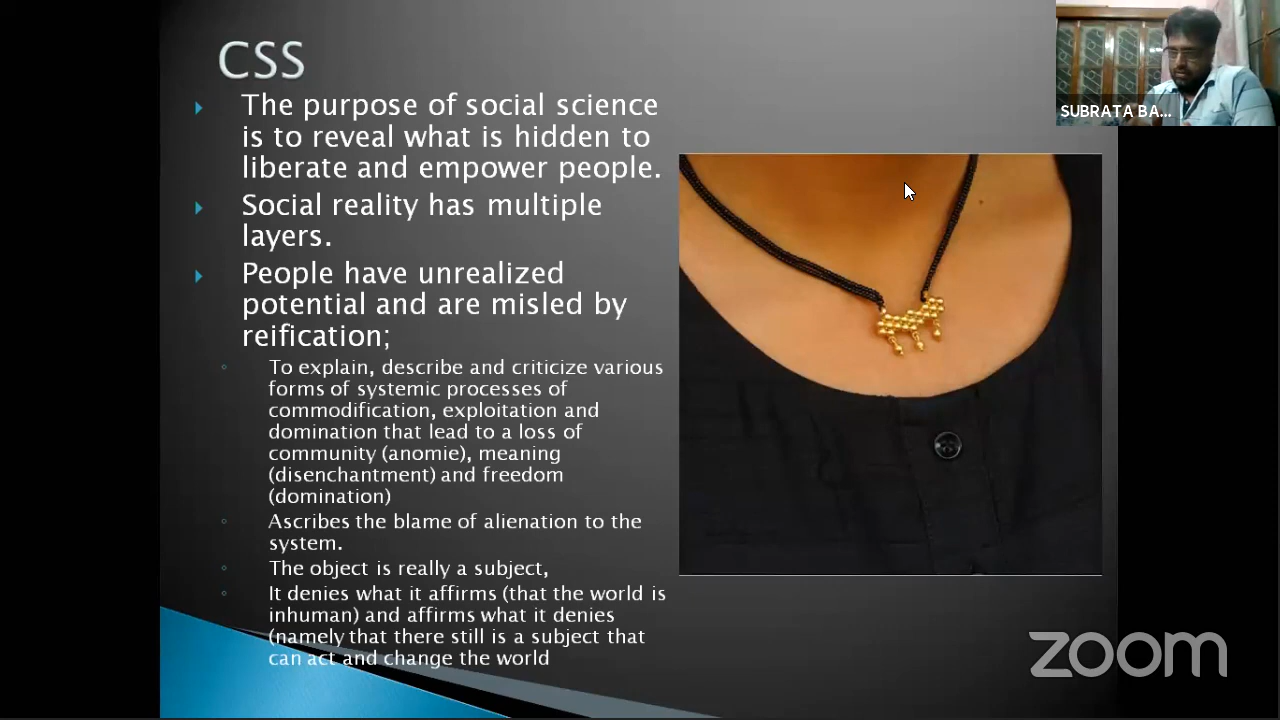 CSS
The purpose of social science
is to reveal what is hidden to
liberate and empower people.
Social reality has multiple
layers.
People have unrealized
potential and are misled by
reification;
To explain, describe and criticize various
forms of systemic processes of
commodification, exploitation and
domination that lead to a loss of
community (anomie), meaning
(disenchantment) and freedom
(domination)
Ascribes the blame of alienation to the
system.
The object is really a subject,
It denies what it affirms (that the world is
inhuman) and affirms what it denies
(namely that there still is a subject that
can act and change the world
SUBRATA BA...
zoom